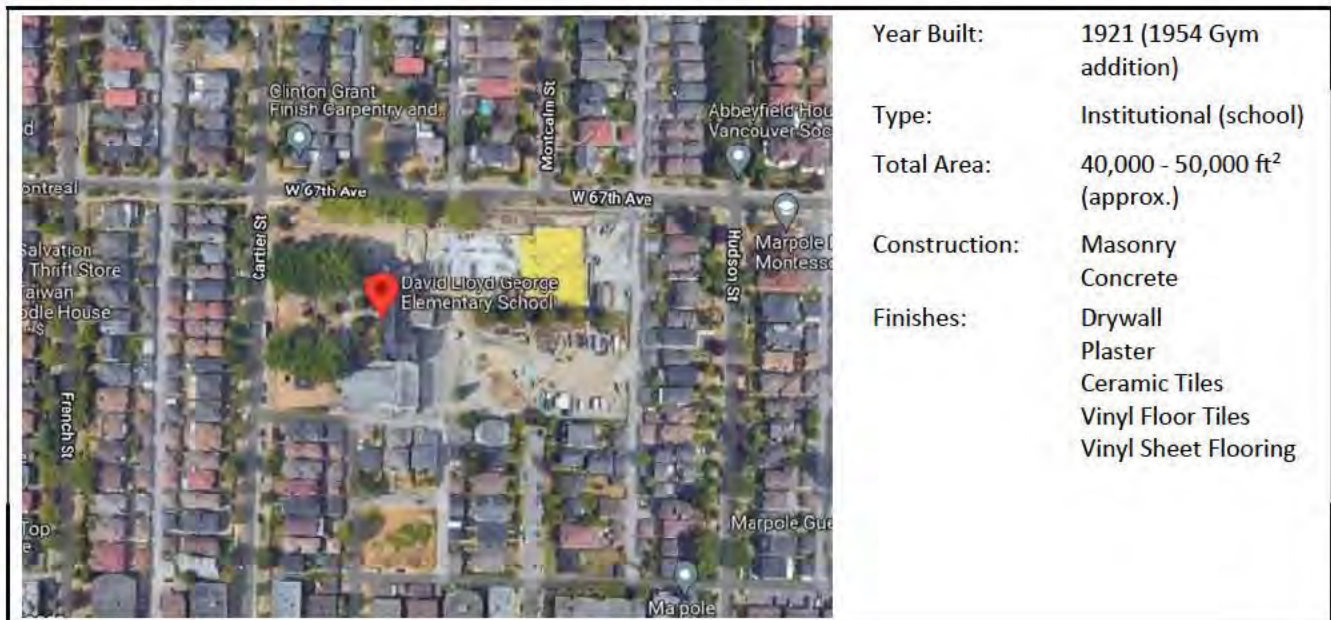 Clinton Grant
Finish Carpentry and
Montcalm St
Abbeyfield Hou
Vancouver Soc
ontreal
W 67th Ave
W 67th Ave
Cartier St
Hudson St
Salvation
Thrift Store
Taiwan
odle House
Marpole
Montess
David Lloyd George
Elementary School
French St
Top
Marpole Gue
Marpole
Year Built: 1921 (1954 Gym
addition)
Type: Institutional (school)
Total Area: 40,000 - 50,000 ft²
(approx.)
Construction: Masonry
Concrete
Finishes: Drywall
Plaster
Ceramic Tiles
Vinyl Floor Tiles
Vinyl Sheet Flooring